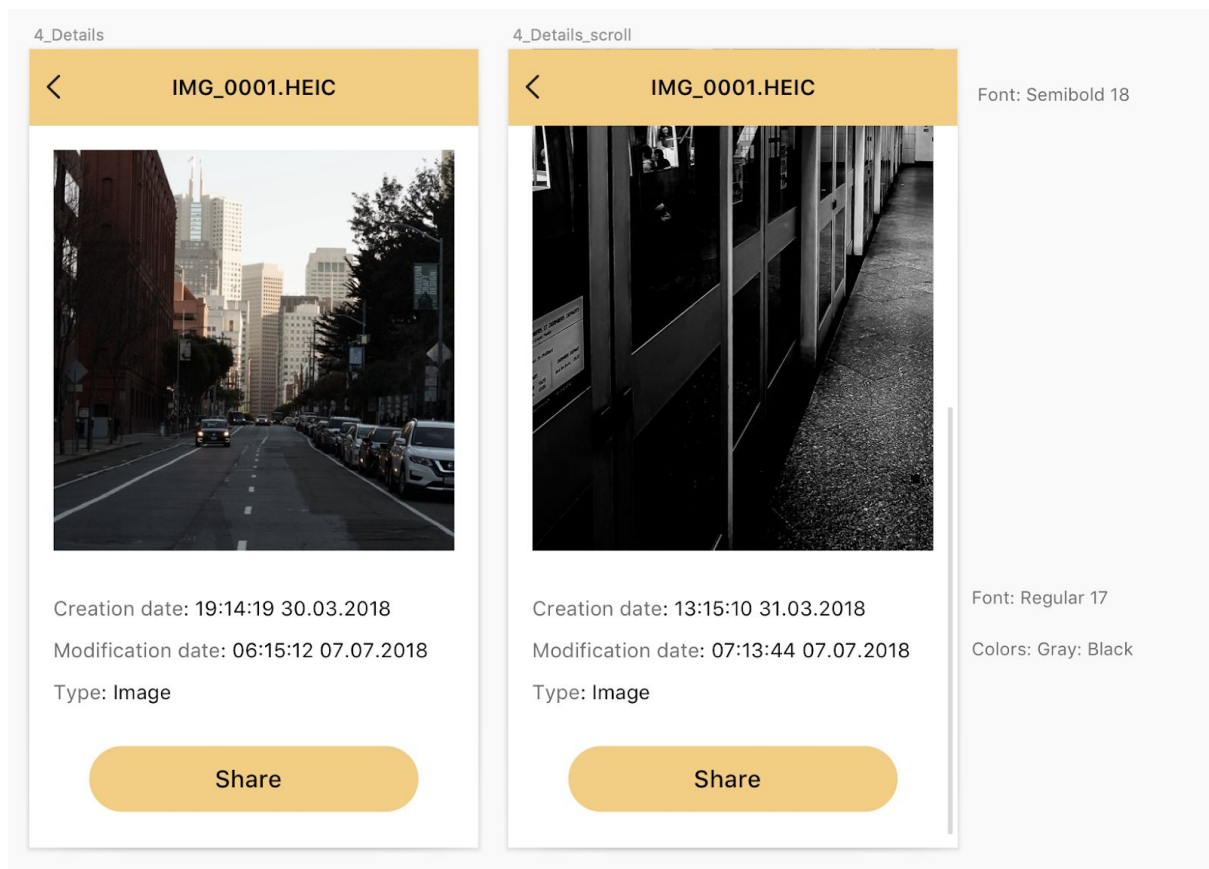 4_Details
IMG_0001.HEIC
Creation date: 19:14:19 30.03.2018
Modification date: 06:15:12 07.07.2018
Type: Image
Share
4_Details_scroll
IMG_0001.HEIC
Creation date: 13:15:10 31.03.2018
Modification date: 07:13:44 07.07.2018
Type: Image
Share
Font: Semibold 18
Font: Regular 17
Colors: Gray: Black